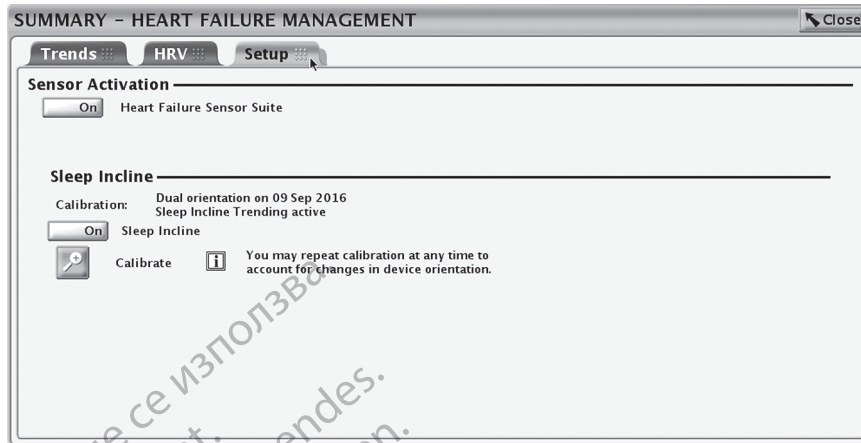 SUMMARY – HEART FAILURE MANAGEMENT
Close
Trends HRV Setup
Sensor Activation
On Heart Failure Sensor Suite
Sleep Incline
Calibration: Dual orientation on 09 Sep 2016
Sleep Incline Trending active
On Sleep Incline
Calibrate i You may repeat calibration at any time to
account for changes in device orientation.
се използва.